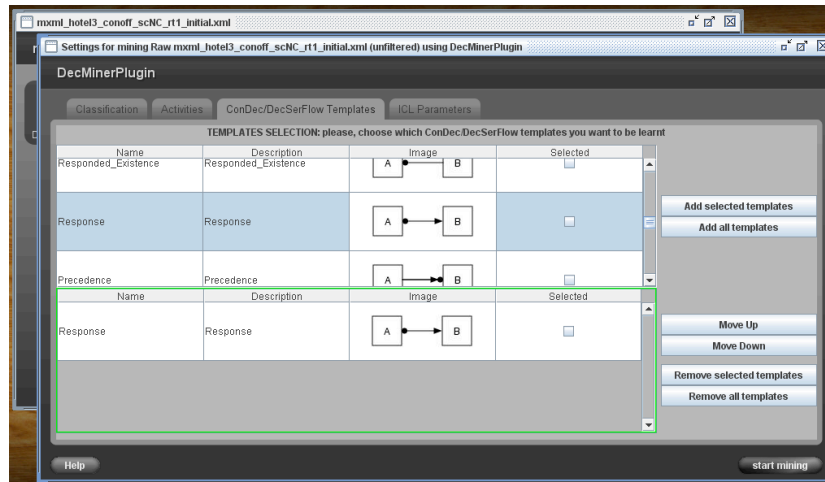 mxml_hotel3_conoff_scNC_rt1_initial.xml
Settings for mining Raw mxml_hotel3_conoff_scNC_rt1_initial.xml (unfiltered) using DecMinerPlugin
DecMinerPlugin
Classification Activities ConDec/DecSerFlow Templates ICL Parameters
TEMPLATES SELECTION: please, choose which ConDec/DecSerFlow templates you want to be learnt
Name Description Image Selected
Responded_Existence Responded_Existence A B
Response Response A B
Precedence Precedence A B
Add selected templates
Add all templates
Name Description Image Selected
Response Response A B
Move Up
Move Down
Remove selected templates
Remove all templates
Help start mining